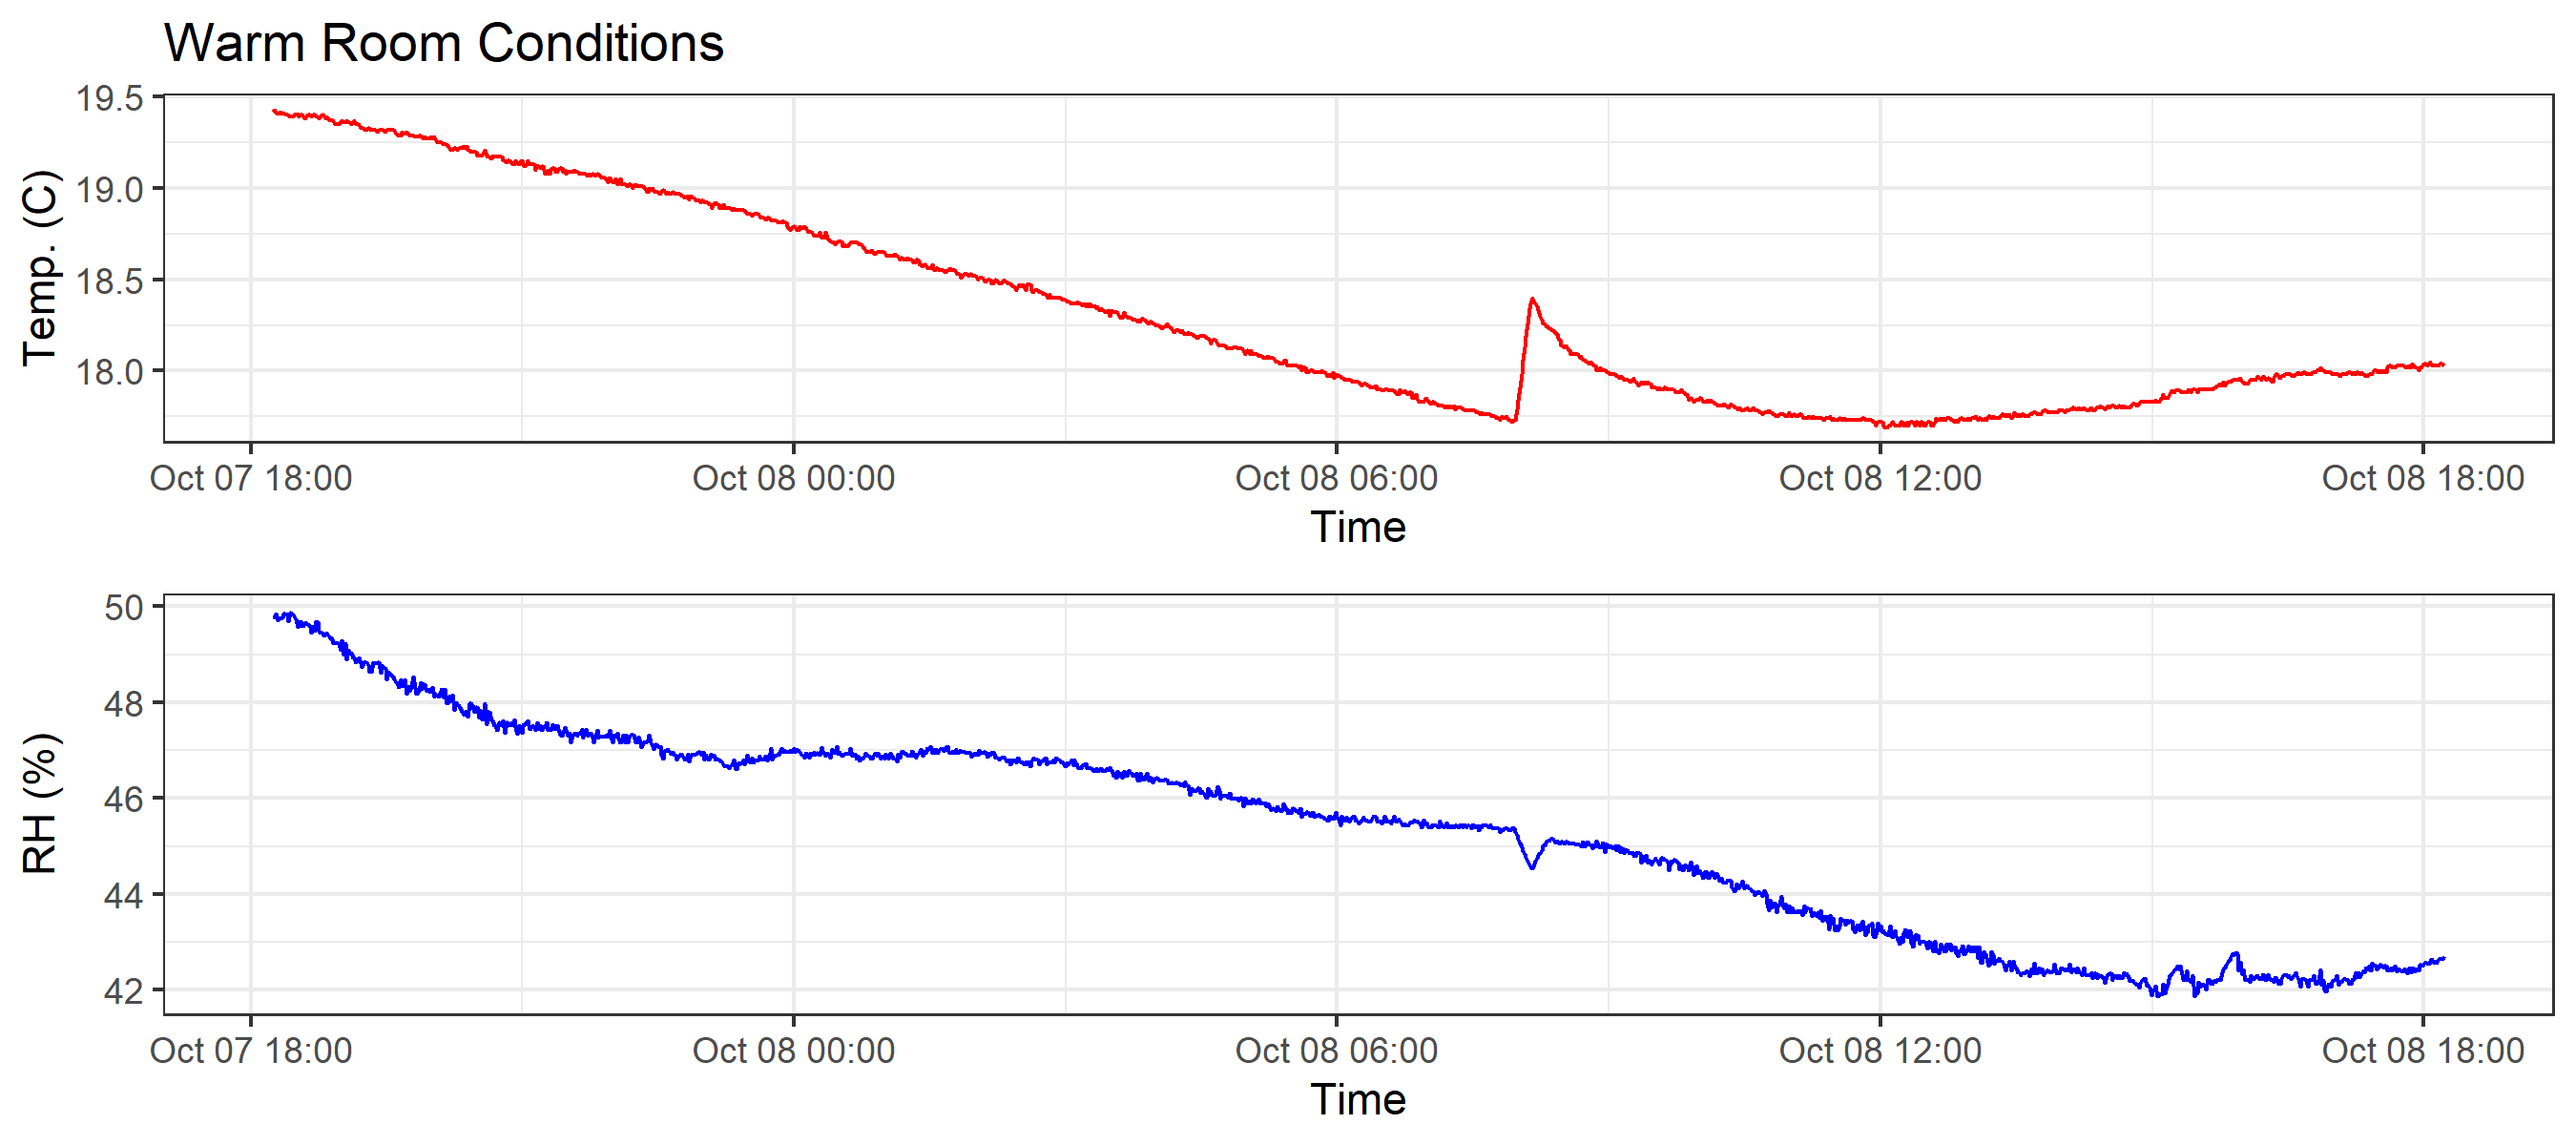 Warm Room Conditions
19.5
19.0
18.5
18.0
Temp. (C)
Oct 07 18:00 Oct 08 00:00 Oct 08 06:00 Oct 08 12:00 Oct 08 18:00
Time
50
48
46
44
42
RH (%)
Oct 07 18:00 Oct 08 00:00 Oct 08 06:00 Oct 08 12:00 Oct 08 18:00
Time